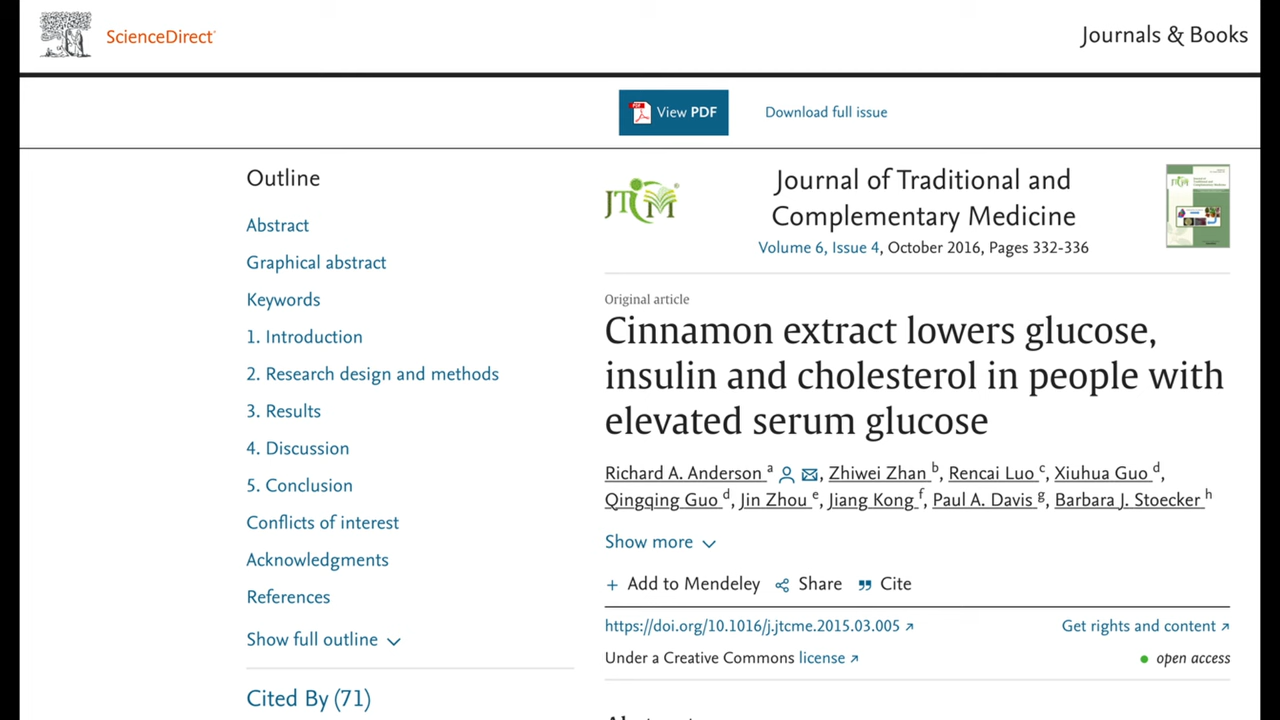 ScienceDirect
Journals & Books
View PDF
Download full issue
Outline
Abstract
Graphical abstract
Keywords
1. Introduction
2. Research design and methods
3. Results
4. Discussion
5. Conclusion
Conflicts of interest
Acknowledgments
References
Show full outline
Cited By (71)
JTCM
Journal of Traditional and
Complementary Medicine
Volume 6, Issue 4, October 2016, Pages 332-336
Original article
Cinnamon extract lowers glucose,
insulin and cholesterol in people with
elevated serum glucose
Richard A. Anderson a, Zhiwei Zhan b, Rencai Luo c, Xiuhua Guo d,
Qingqing Guo d, Jin Zhou e, Jiang Kong f, Paul A. Davis g, Barbara J. Stoecker h
Show more
+ Add to Mendeley Share Cite
https://doi.org/10.1016/j.jtcme.2015.03.005
Get rights and content
Under a Creative Commons license
open access